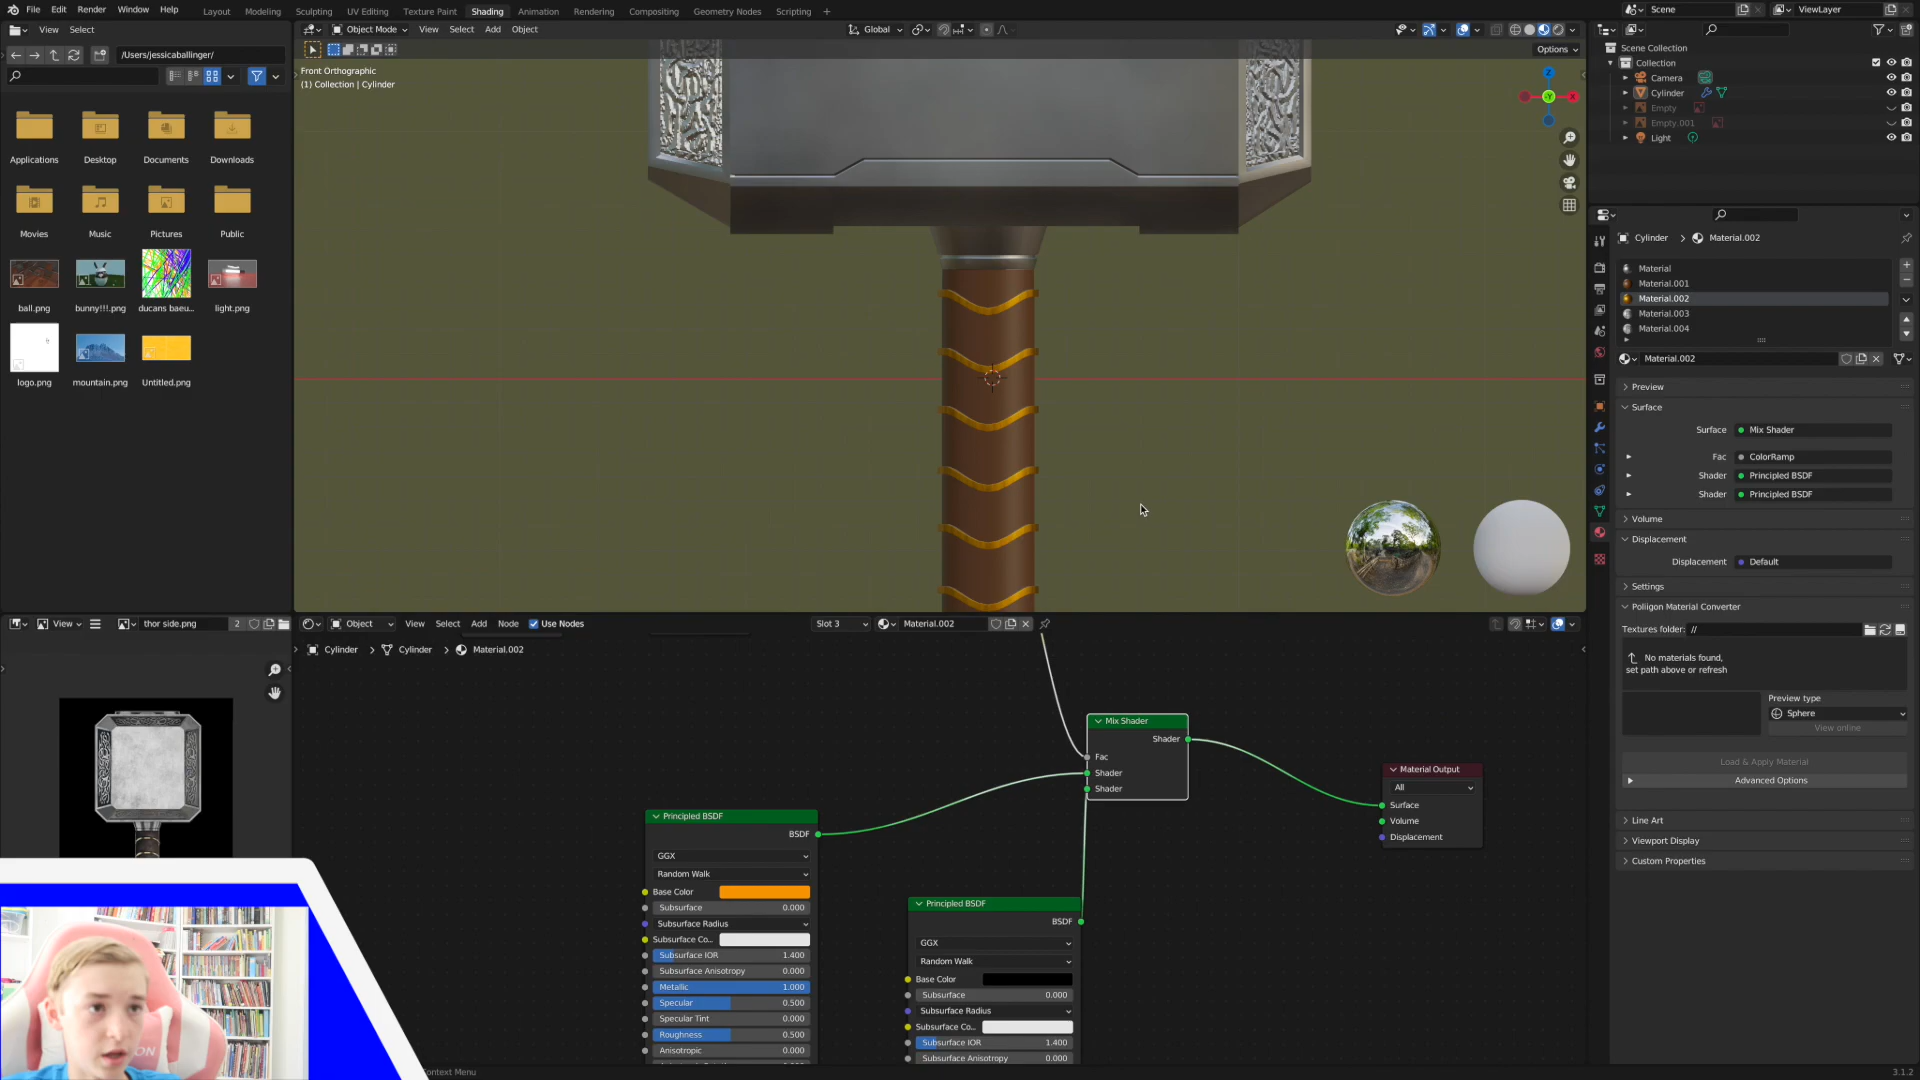 File Edit Render Window Help Layout Modeling Sculpting UV Editing Texture Paint Shading Animation Rendering Compositing Geometry Nodes Scripting + Scene ViewLayer
View Select
/Users/jessicaballinger/
Applications Desktop Documents Downloads
Movies Music Pictures Public
ball.png bunny!!!.png ducans baeu... light.png
logo.png mountain.png Untitled.png
Object Mode View Select Add Object Global
Options
Front Orthographic
(1) Collection | Cylinder
Z
-Y
X
Scene Collection
Collection
Camera
Cylinder
Empty
Empty.001
Light
Cylinder > Material.002
Material
Material.001
Material.002
Material.003
Material.004
Material.002
Preview
Surface
Surface Mix Shader
Fac ColorRamp
Shader Principled BSDF
Shader Principled BSDF
Volume
Displacement
Displacement Default
Settings
Poliigon Material Converter
Textures folder: //
No materials found,
set path above or refresh
Preview type
Sphere
View online
Load & Apply Material
Advanced Options
Line Art
Viewport Display
Custom Properties
View thor side.png 2
Object View Select Add Node Use Nodes Slot 3 Material.002
Cylinder > Cylinder > Material.002
Mix Shader
Shader
Fac
Shader
Shader
Material Output
All
Surface
Volume
Displacement
Principled BSDF
BSDF
GGX
Random Walk
Base Color
Subsurface 0.000
Subsurface Radius
Subsurface Co...
Subsurface IOR 1.400
Subsurface Anisotropy 0.000
Metallic 1.000
Specular 0.500
Specular Tint 0.000
Roughness 0.500
Anisotropic 0.000
Principled BSDF
BSDF
GGX
Random Walk
Base Color
Subsurface 0.000
Subsurface Radius
Subsurface Co...
Subsurface IOR 1.400
Subsurface Anisotropy 0.000
Context Menu
3.1.2